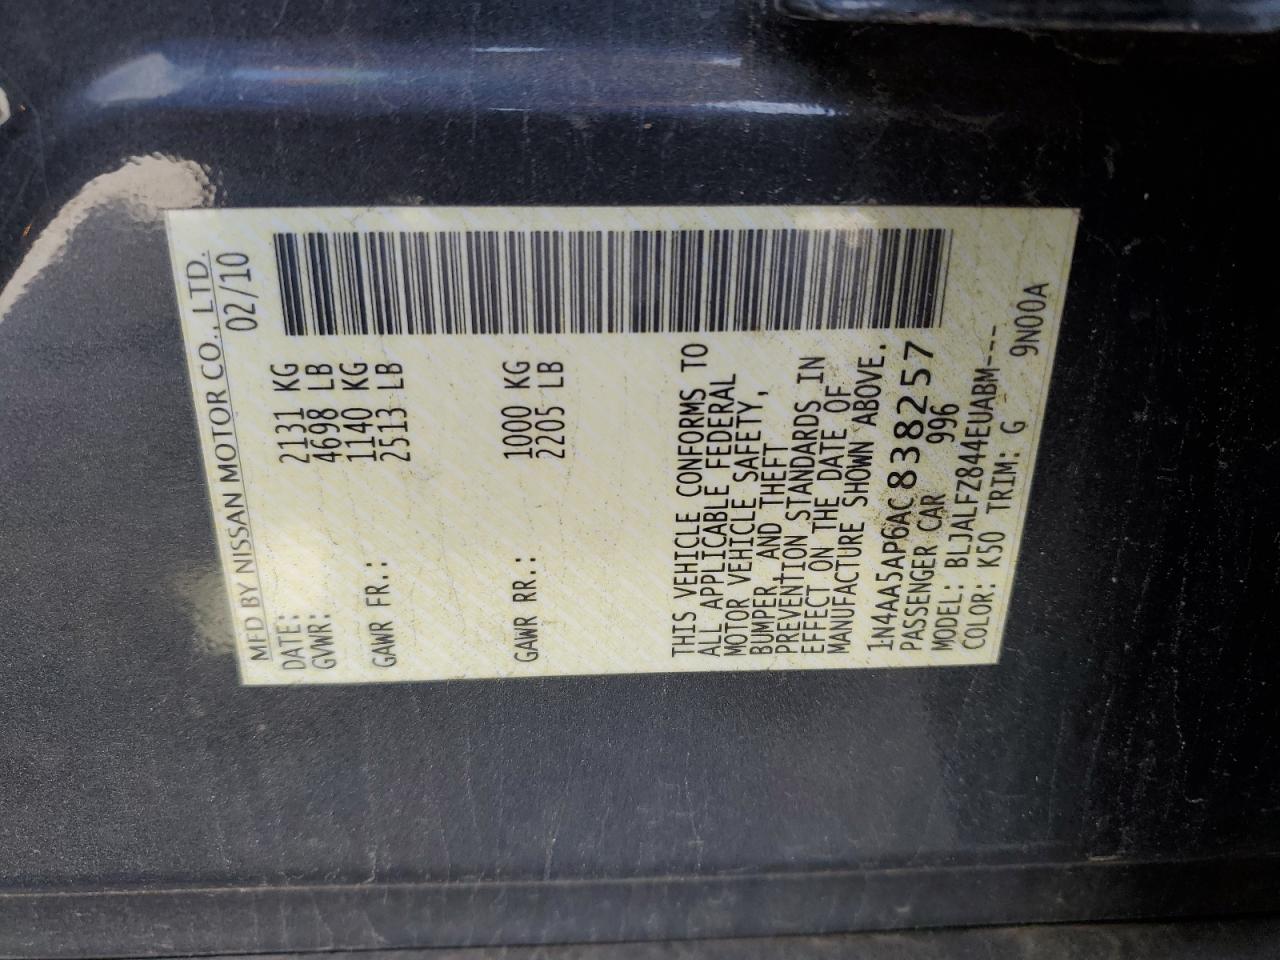 MFD BY NISSAN MOTOR CO., LTD.
DATE: 02/10
GVWR: 2131 KG
4698 LB
GAWR FR.: 1140 KG
2513 LB
GAWR RR.: 1000 KG
2205 LB
THIS VEHICLE CONFORMS TO
ALL APPLICABLE FEDERAL
MOTOR VEHICLE SAFETY,
BUMPER AND THEFT
PREVENTION STANDARDS IN
EFFECT ON THE DATE OF
MANUFACTURE SHOWN ABOVE.
1N4AA5AP6AC838257
PASSENGER CAR 996
MODEL: BLJALFZ844EUABM---
COLOR: K50 TRIM: G 9N00A